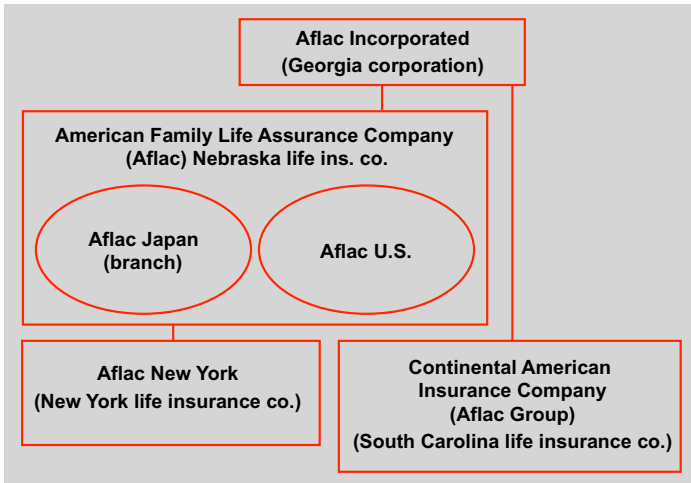 Aflac Incorporated
(Georgia corporation)
American Family Life Assurance Company
(Aflac) Nebraska life ins. co.
Aflac Japan
(branch)
Aflac U.S.
Aflac New York
(New York life insurance co.)
Continental American
Insurance Company
(Aflac Group)
(South Carolina life insurance co.)